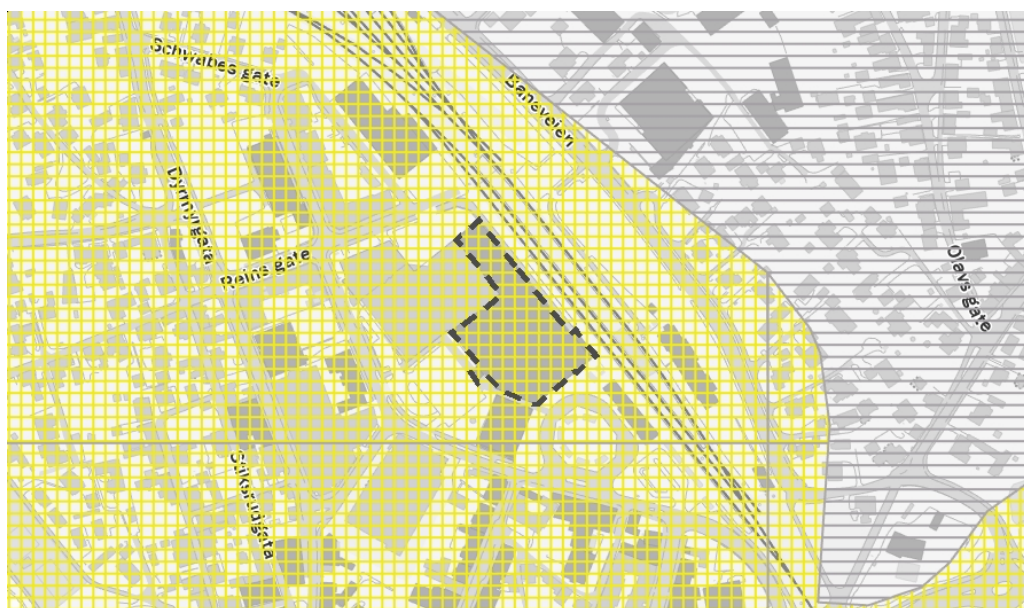 Schwabes gate
Baneveien
Dyrmyrgata
Reins gate
Olavs gate